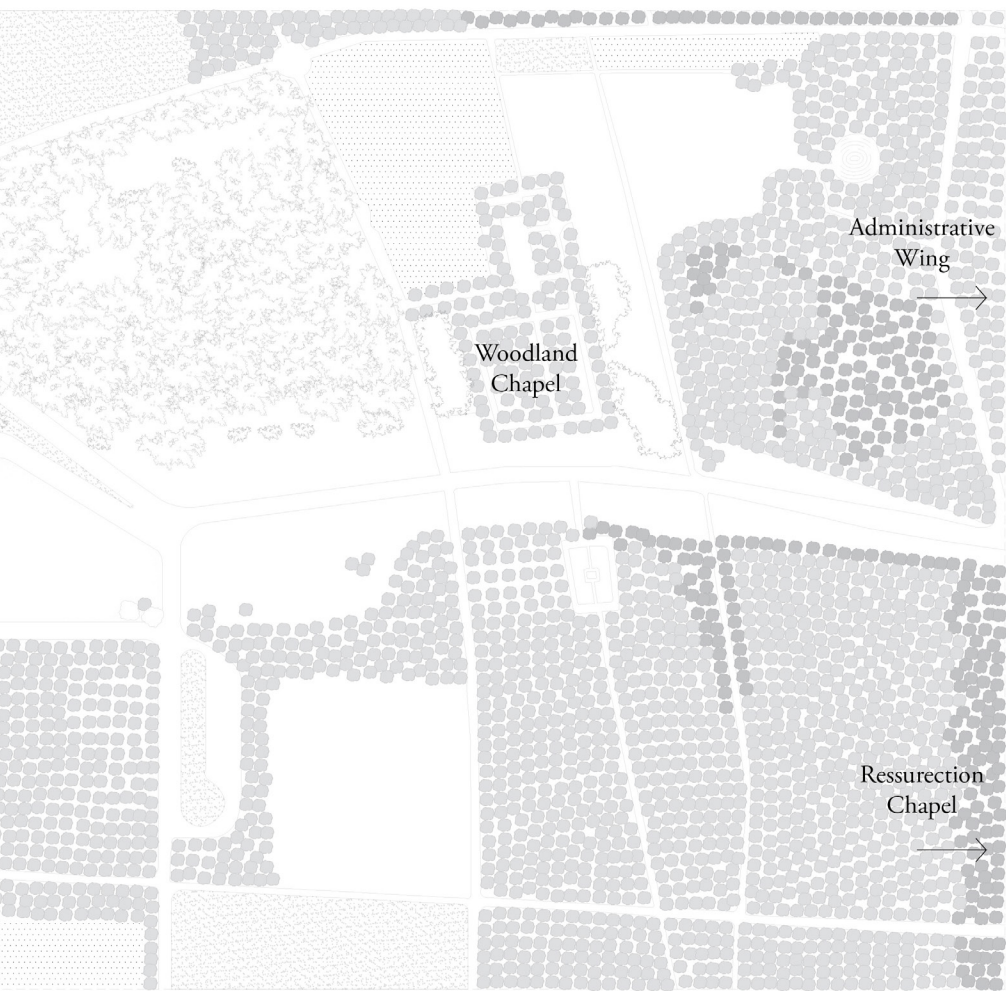 Administrative
Wing
Woodland
Chapel
Ressurection
Chapel